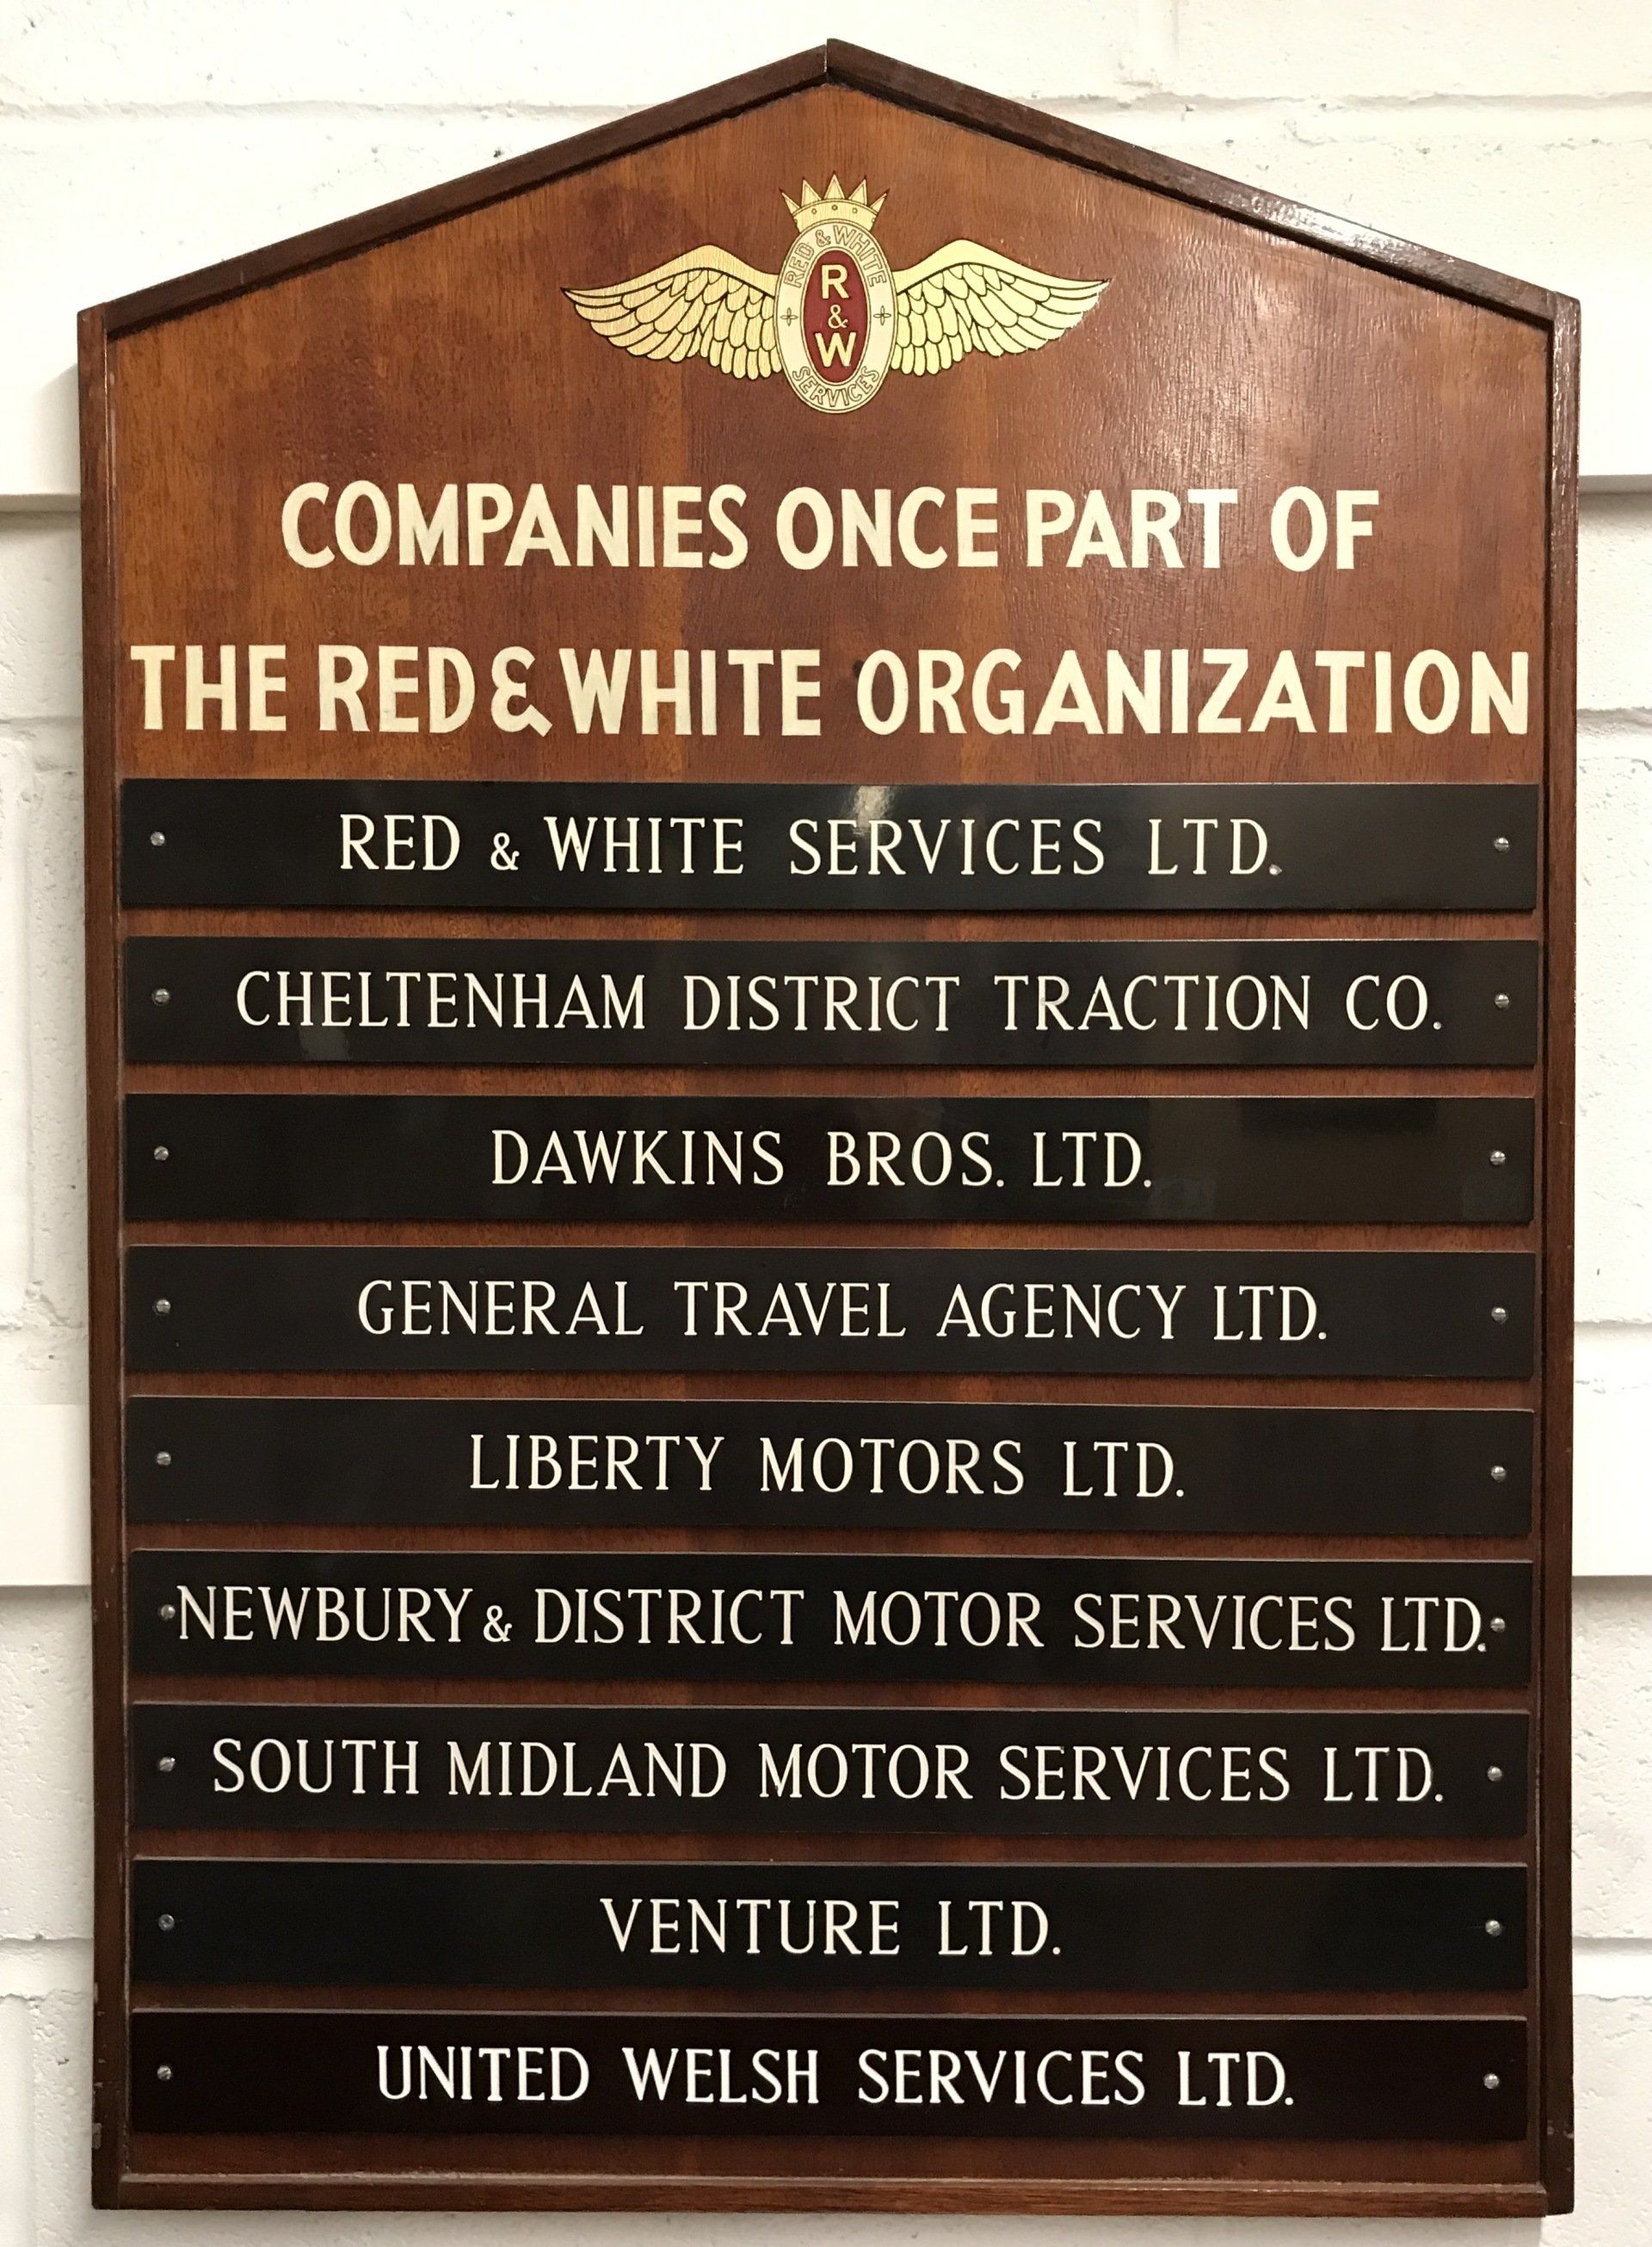 RED & WHITE
R
&
W
SERVICES
COMPANIES ONCE PART OF
THE RED & WHITE ORGANIZATION
RED & WHITE SERVICES LTD.
CHELTENHAM DISTRICT TRACTION CO.
DAWKINS BROS. LTD.
GENERAL TRAVEL AGENCY LTD.
LIBERTY MOTORS LTD.
NEWBURY & DISTRICT MOTOR SERVICES LTD.
SOUTH MIDLAND MOTOR SERVICES LTD.
VENTURE LTD.
UNITED WELSH SERVICES LTD.